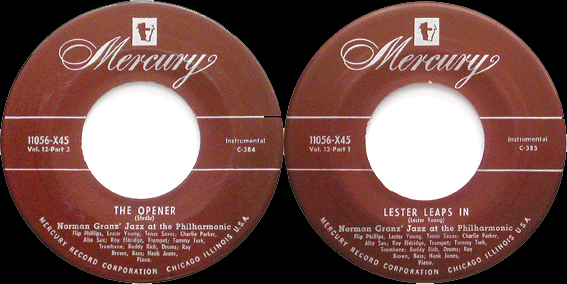 Mercury
11056-X45
Vol. 12-Part 3
Instrumental
C-384
THE OPENER
(Shrdlu)
Norman Granz' Jazz at the Philharmonic
Flip Phillips, Lester Young, Tenor Saxes; Charlie Parker,
Alto Sax; Roy Eldridge, Trumpet; Tommy Turk,
Trombone; Buddy Rich, Drums; Ray
Brown, Bass; Hank Jones,
Piano.
MERCURY RECORD CORPORATION CHICAGO ILLINOIS U.S.A.
Mercury
11056-X45
Vol. 12-Part 1
Instrumental
C-383
LESTER LEAPS IN
(Lester Young)
Norman Granz' Jazz at the Philharmonic
Flip Phillips, Lester Young, Tenor Saxes; Charlie Parker,
Alto Sax; Roy Eldridge, Trumpet; Tommy Turk,
Trombone; Buddy Rich, Drums; Ray
Brown, Bass; Hank Jones,
Piano.
MERCURY RECORD CORPORATION CHICAGO ILLINOIS U.S.A.